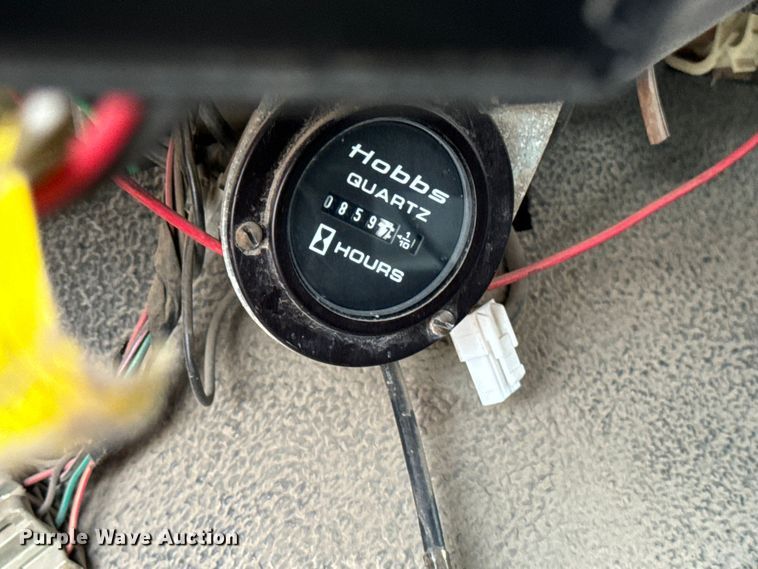 Hobbs
QUARTZ
0859
1/10
HOURS
Purple Wave Auction